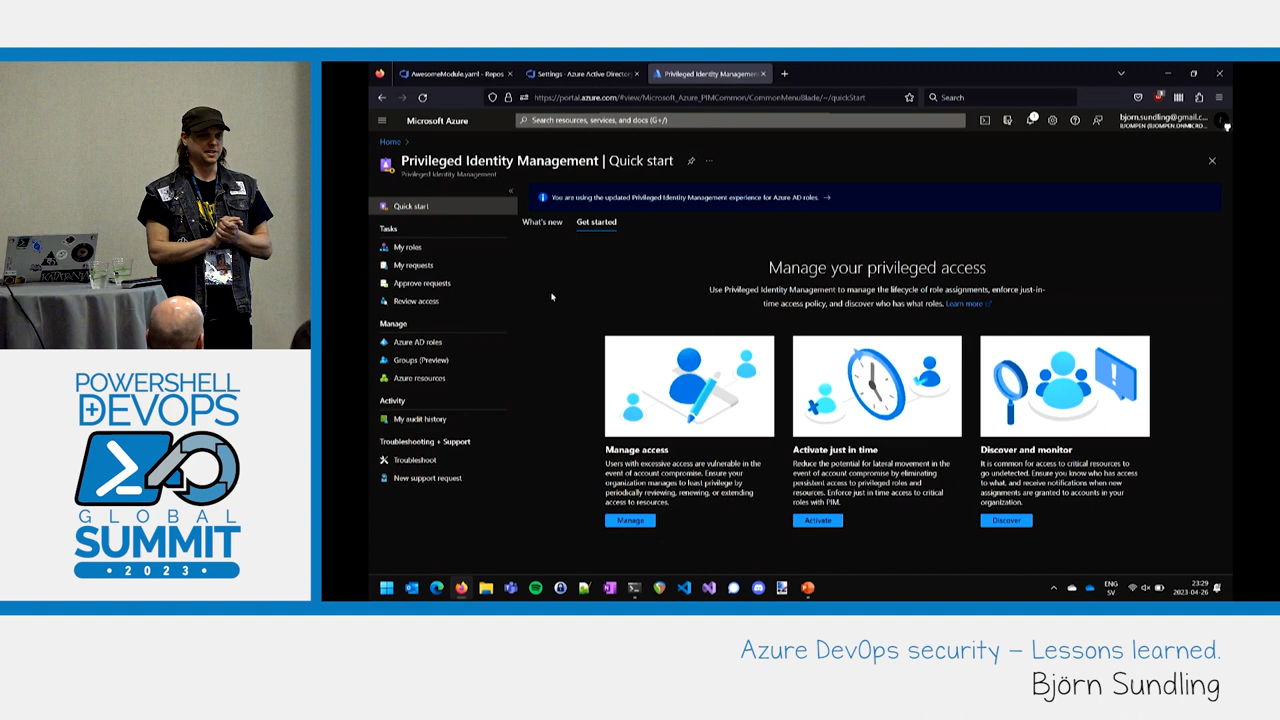 AwesomeModule.yaml - Repos
Settings - Azure Active Director
Privileged Identity Management
https://portal.azure.com/#view/Microsoft_Azure_PIMCommon/CommonMenuBlade/~/quickStart
Search
Microsoft Azure
Search resources, services, and docs (G+/)
1
bjorn.sundling@gmail.c...
BJORMPEN (BJORMPEN.ONMICRO...
Home
Privileged Identity Management | Quick start
Privileged Identity Management
You are using the updated Privileged Identity Management experience for Azure AD roles.
Quick start
What's new
Get started
Tasks
My roles
My requests
Approve requests
Review access
Manage
Azure AD roles
Groups (Preview)
Azure resources
Activity
My audit history
Troubleshooting + Support
Troubleshoot
New support request
Manage your privileged access
Use Privileged Identity Management to manage the lifecycle of role assignments, enforce just-in-
time access policy, and discover who has what roles. Learn more
Manage access
Users with excessive access are vulnerable in the
event of account compromise. Ensure your
organization manages to least privilege by
periodically reviewing, renewing, or extending
access to resources.
Manage
Activate just in time
Reduce the potential for lateral movement in the
event of account compromise by eliminating
persistent access to privileged roles and
resources. Enforce just in time access to critical
roles with PIM.
Activate
Discover and monitor
It is common for access to critical resources to
go undetected. Ensure you know who has access
to what, and receive notifications when new
assignments are granted to accounts in your
organization.
Discover
ENG
SV
23:29
2023-04-26
POWERSHELL
+DEVOPS
GLOBAL
SUMMIT
2023
Azure DevOps security – Lessons learned.
Björn Sundling